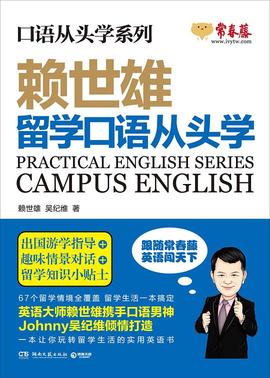 口语从头学系列
常春藤
www.ivytw.com
赖世雄
留学口语从头学
PRACTICAL ENGLISH SERIES
CAMPUS ENGLISH
赖世雄 吴纪维 著
出国游学指导+
趣味情景对话+
留学知识小贴士
跟随常春藤
英语闯天下
67个留学情境全覆盖 留学生活一本搞定
英语大师赖世雄携手口语男神
Johnny吴纪维倾情打造
一本让你玩转留学生活的实用英语书
湖南文艺出版社
博集天卷